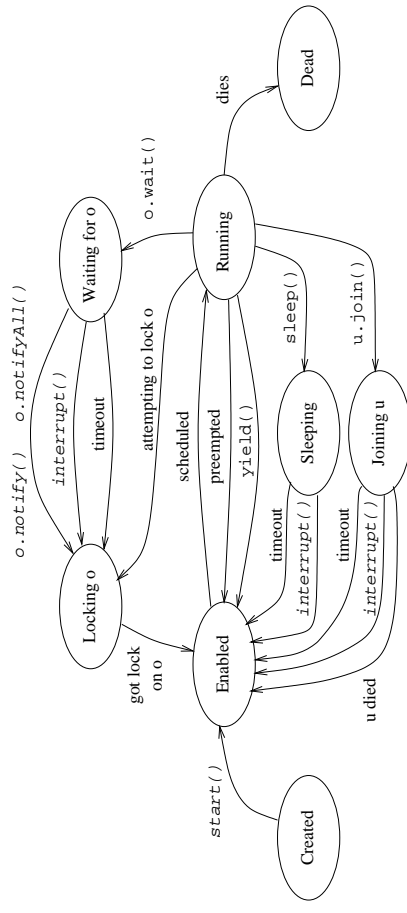 o.notify() o.notifyAll()
interrupt()
timeout
Waiting for o
o.wait()
Locking o
attempting to lock o
got lock
on o
scheduled
preempted
yield()
Running
dies
Dead
Enabled
start()
Created
timeout
interrupt()
Sleeping
sleep()
timeout
interrupt()
u died
Joining u
u.join()